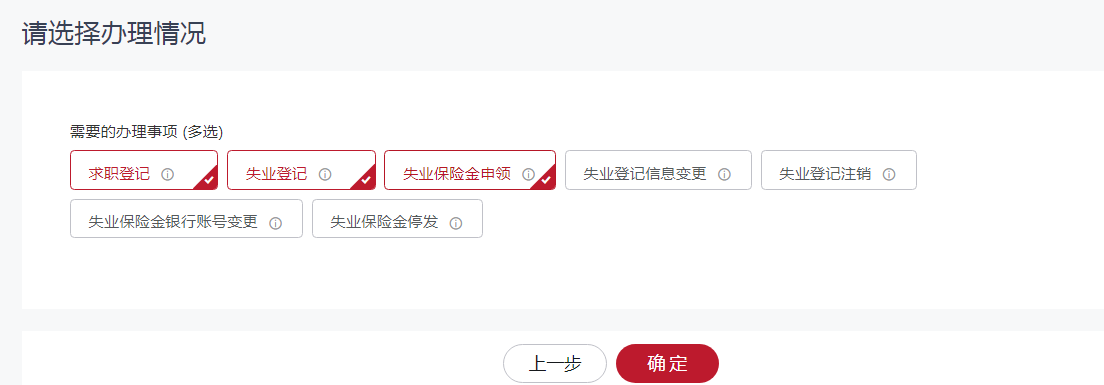 请选择办理情况
需要的办理事项 (多选)
求职登记 失业登记 失业保险金申领 失业登记信息变更 失业登记注销
失业保险金银行账号变更 失业保险金停发
上一步 确定